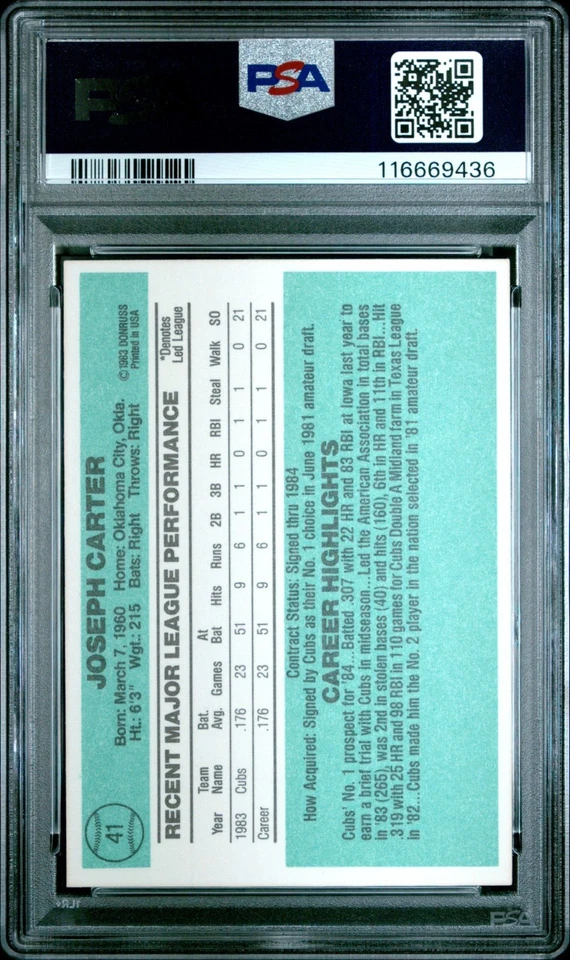 PSA
116669436
41
JOSEPH CARTER
©1983 DONRUSS
Printed in USA
Born: March 7, 1960 Home: Oklahoma City, Okla.
Ht.: 6'3" Wgt.: 215 Bats: Right Throws: Right
RECENT MAJOR LEAGUE PERFORMANCE
*Denotes
Led League
Year Team Name Bat. Avg. Games At Bat Hits Runs 2B 3B HR RBI Steal Walk SO
1983 Cubs .176 23 51 9 6 1 1 0 1 1 0 21
Career .176 23 51 9 6 1 1 0 1 1 0 21
Contract Status: Signed thru 1984
How Acquired: Signed by Cubs as their No. 1 choice in June 1981 amateur draft.
CAREER HIGHLIGHTS
Cubs' No. 1 prospect for '84...Batted .307 with 22 HR and 83 RBI at Iowa last year to
earn a brief trial with Cubs in midseason...Led the American Association in total bases
in '83 (265), was 2nd in stolen bases (40) and hits (160), 6th in HR and 11th in RBI...Hit
.319 with 25 HR and 98 RBI in 110 games for Cubs Double A Midland farm in Texas League
in '82...Cubs made him the No. 2 player in the nation selected in '81 amateur draft.
PSA